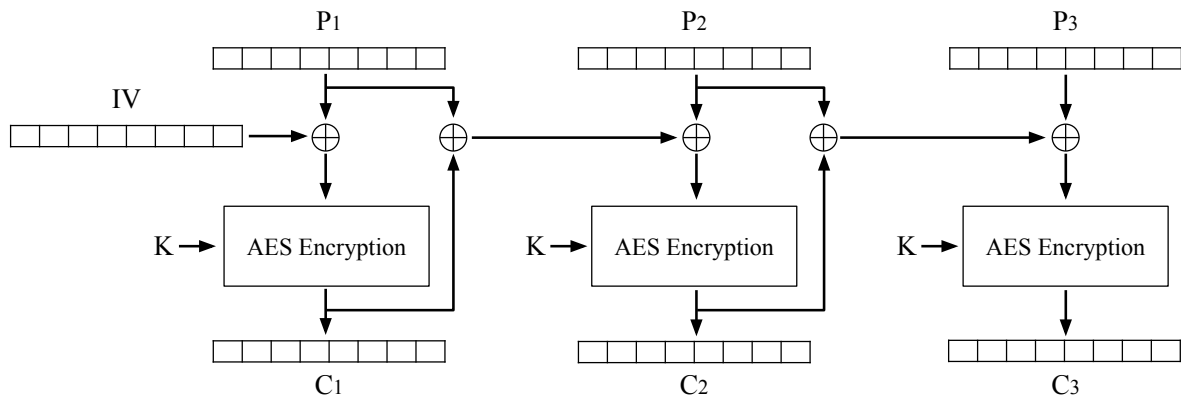 P1 P2 P3
IV
K AES Encryption K AES Encryption K AES Encryption
C1 C2 C3